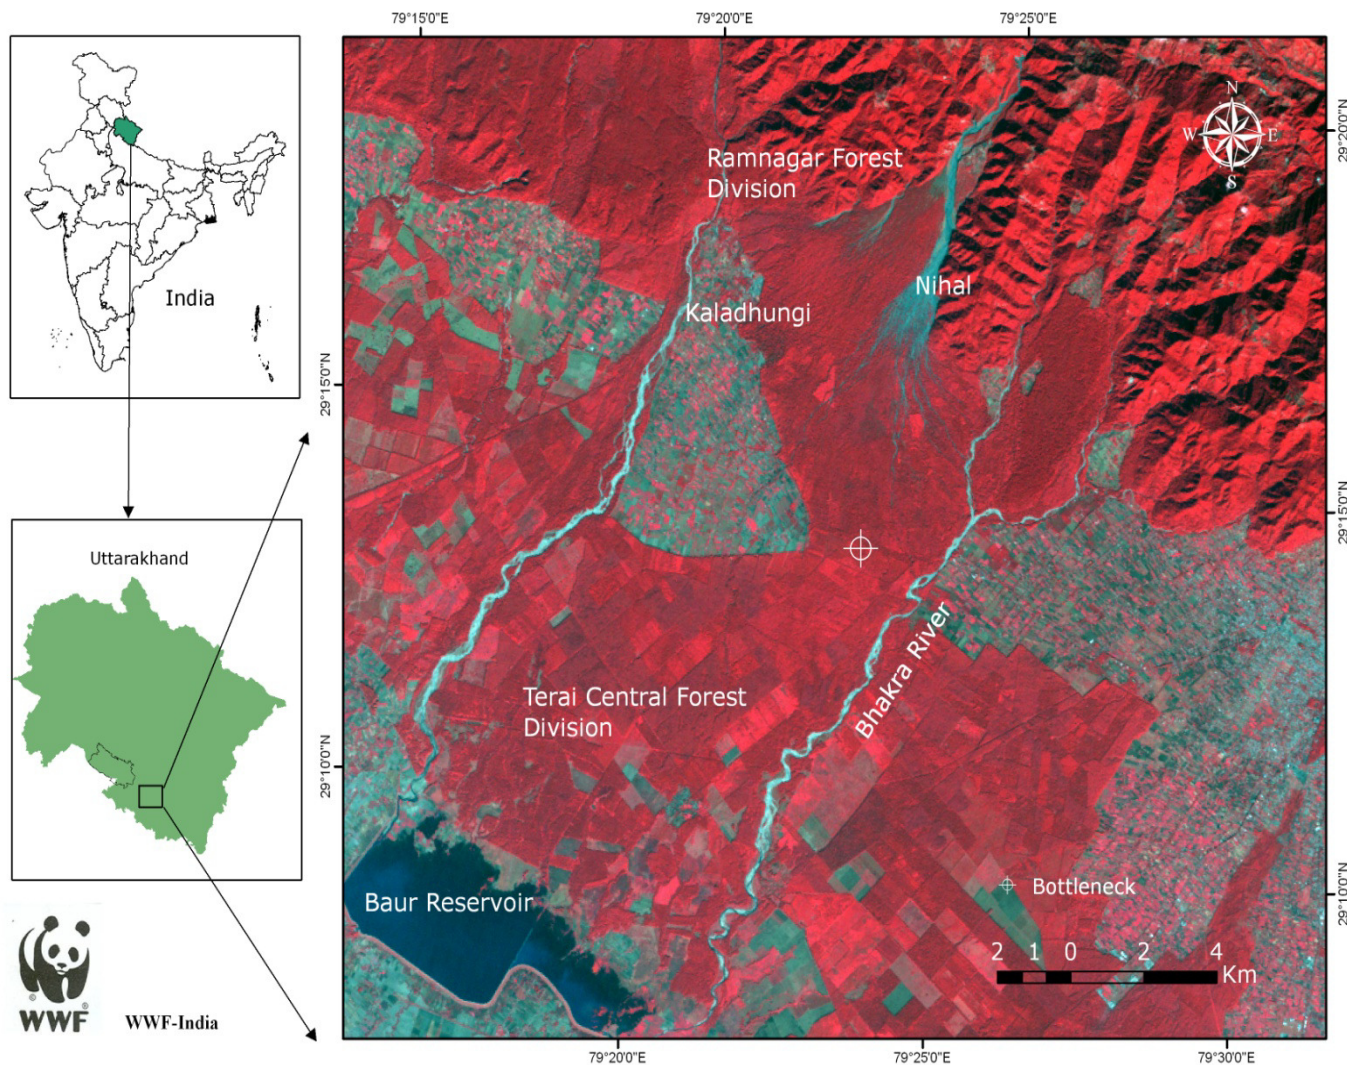 79°15'0"E
79°20'0"E
79°25'0"E
India
Uttarakhand
WWF
WWF-India
N
W
E
S
29°20'0"N
29°15'0"N
29°15'0"N
29°10'0"N
29°10'0"N
Ramnagar Forest
Division
Kaladhungi
Nihal
Bhakra River
Terai Central Forest
Division
Baur Reservoir
Bottleneck
2 1 0 2 4
Km
79°20'0"E
79°25'0"E
79°30'0"E